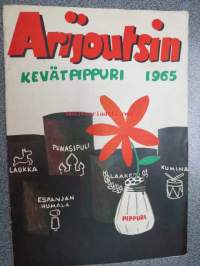 Arijoutsin
KEVÄTPIPPURI 1965
LAUKKA
PUNASIPULI
LAAKERI
KUMINA
ESPANJAN
HUMALA
PIPPURI